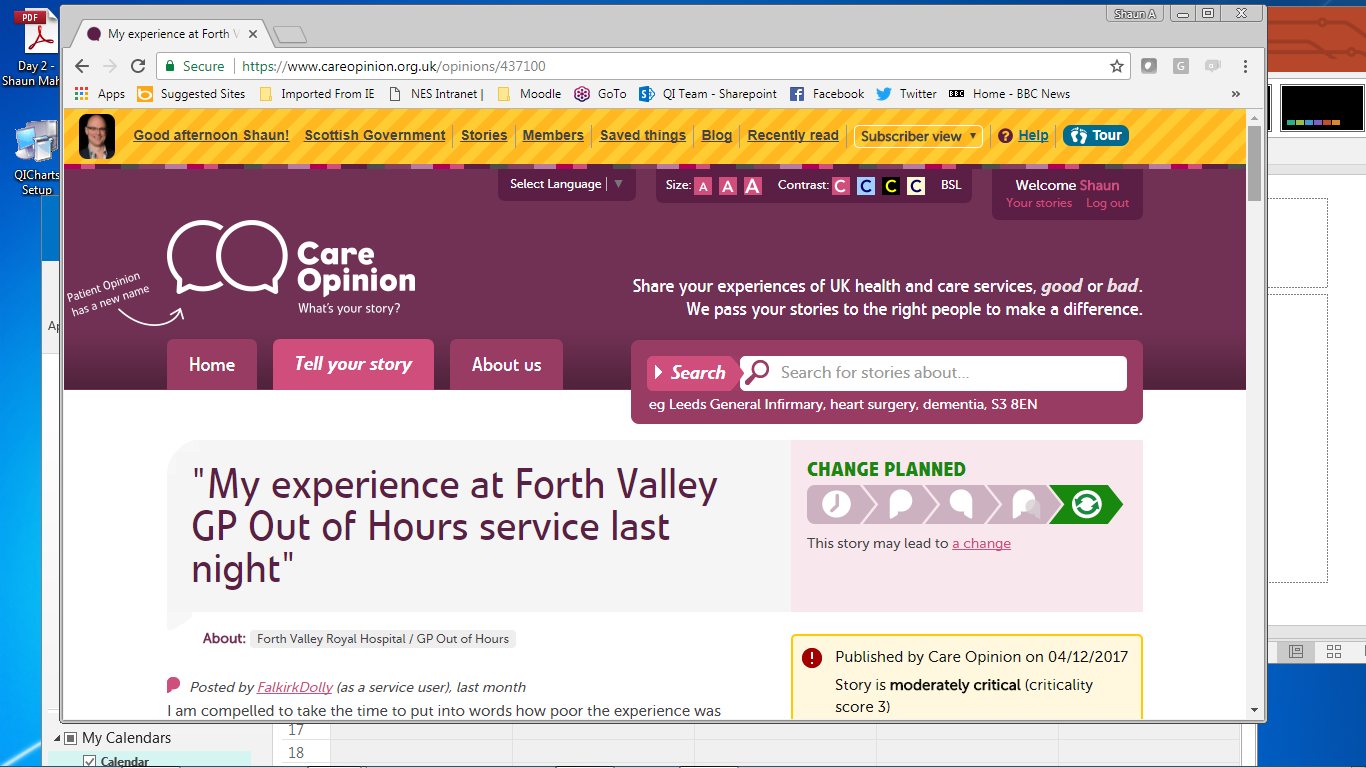 Shaun A
PDF
Day 2 -
Shaun Mah
QICharts
Setup
My experience at Forth V
Secure
https://www.careopinion.org.uk/opinions/437100
G
Apps
Suggested Sites
Imported From IE
NES Intranet |
Moodle
GoTo
QI Team - Sharepoint
Facebook
Twitter
BBC
Home - BBC News
»
Good afternoon Shaun!
Scottish Government
Stories
Members
Saved things
Blog
Recently read
Subscriber view
? Help
Tour
Select Language
Size: A A A
Contrast: C C C C
BSL
Welcome Shaun
Your stories
Log out
Patient Opinion
has a new name
Care
Opinion
What's your story?
Share your experiences of UK health and care services, good or bad.
We pass your stories to the right people to make a difference.
Home
Tell your story
About us
Search
Search for stories about...
eg Leeds General Infirmary, heart surgery, dementia, S3 8EN
"My experience at Forth Valley
GP Out of Hours service last
night"
CHANGE PLANNED
This story may lead to a change
About: Forth Valley Royal Hospital / GP Out of Hours
Posted by FalkirkDolly (as a service user), last month
I am compelled to take the time to put into words how poor the experience was
! Published by Care Opinion on 04/12/2017
Story is moderately critical (criticality
score 3)
My Calendars
Calendar
17
18